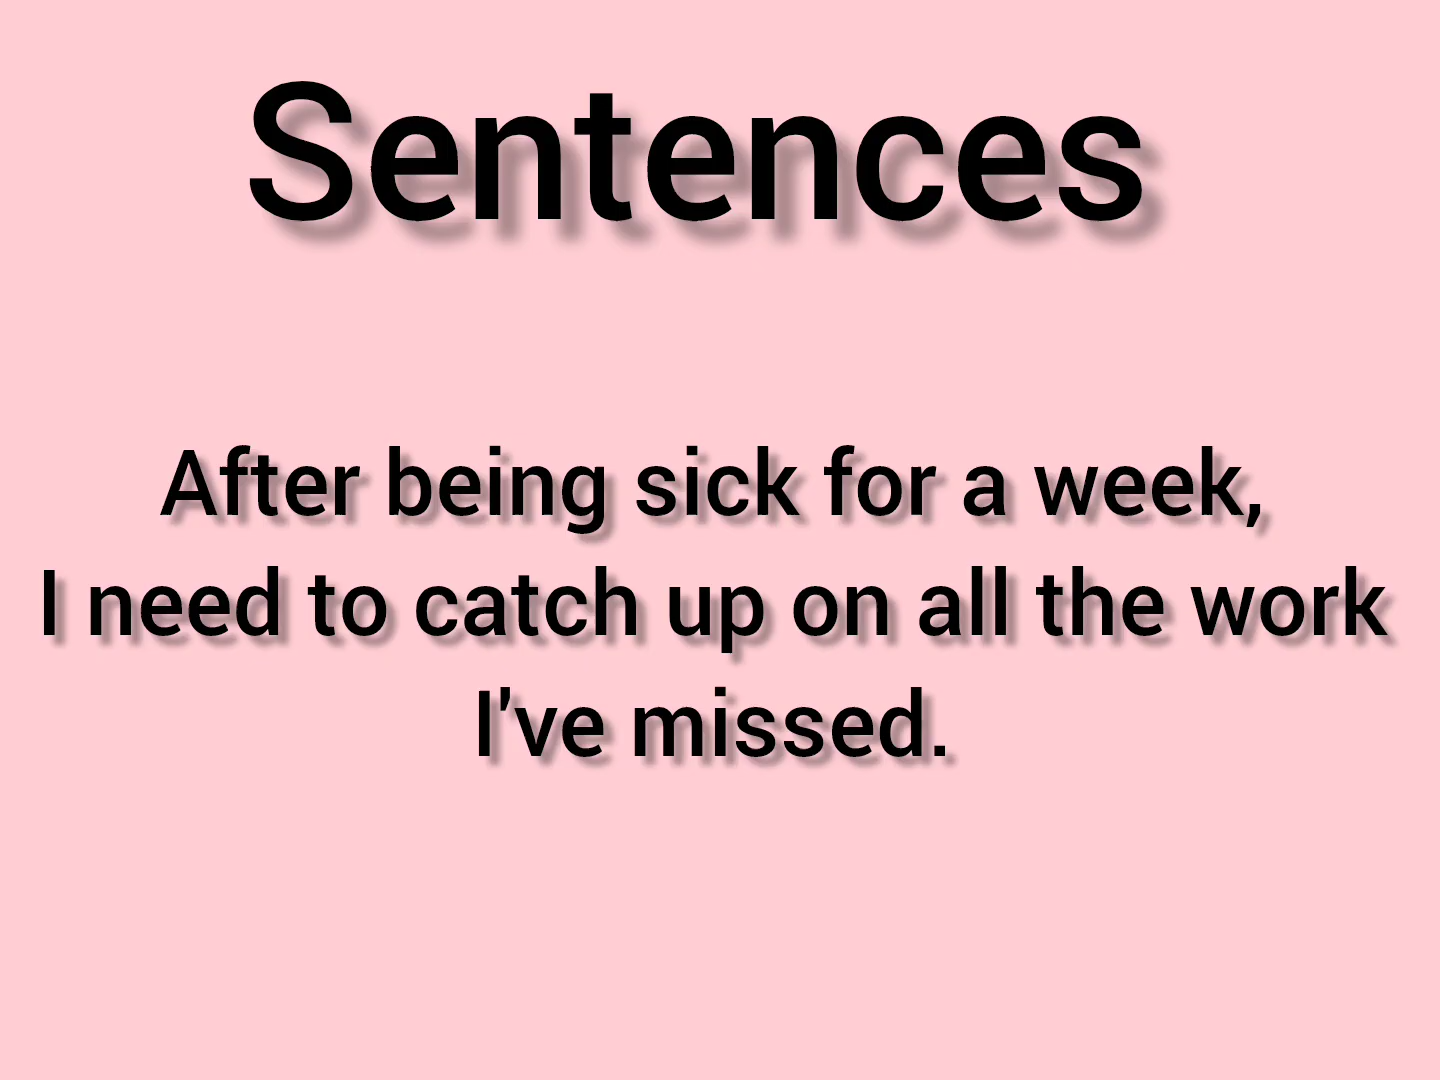 Sentences
After being sick for a week,
I need to catch up on all the work
I've missed.